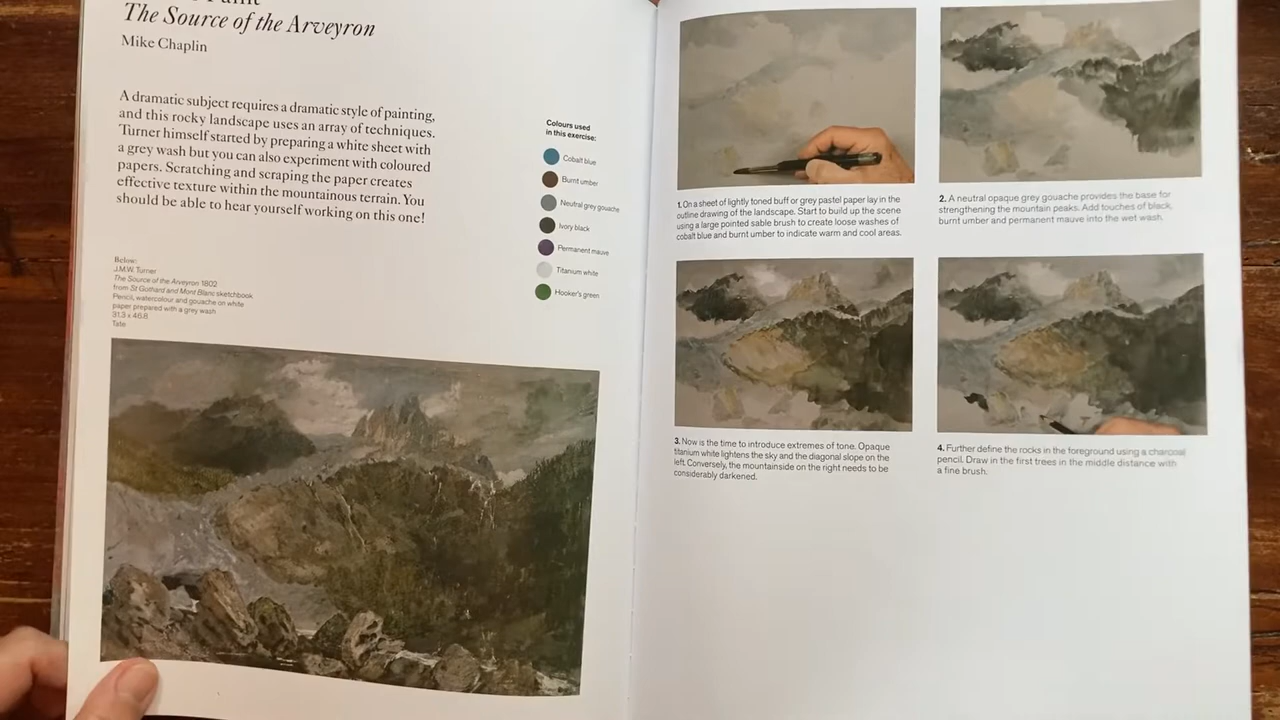 The Source of the Arveyron
Mike Chaplin
A dramatic subject requires a dramatic style of painting,
and this rocky landscape uses an array of techniques.
Turner himself started by preparing a white sheet with
a grey wash but you can also experiment with coloured
papers. Scratching and scraping the paper creates
effective texture within the mountainous terrain. You
should be able to hear yourself working on this one!
Below:
J.M.W. Turner
The Source of the Arveyron 1802
from St Gothard and Mont Blanc sketchbook
Pencil, watercolour and gouache on white
paper prepared with a grey wash
31.3 x 46.8
Tate
Colours used
in this exercise:
Cobalt blue
Burnt umber
Neutral grey gouache
Ivory black
Permanent mauve
Titanium white
Hooker's green
1. On a sheet of lightly toned buff or grey pastel paper lay in the
outline drawing of the landscape. Start to build up the scene
using a large pointed sable brush to create loose washes of
cobalt blue and burnt umber to indicate warm and cool areas.
2. A neutral opaque grey gouache provides the base for
strengthening the mountain peaks. Add touches of black,
burnt umber and permanent mauve into the wet wash.
3. Now is the time to introduce extremes of tone. Opaque
titanium white lightens the sky and the diagonal slope on the
left. Conversely, the mountainside on the right needs to be
considerably darkened.
4. Further define the rocks in the foreground using a charcoal
pencil. Draw in the first trees in the middle distance with
a fine brush.